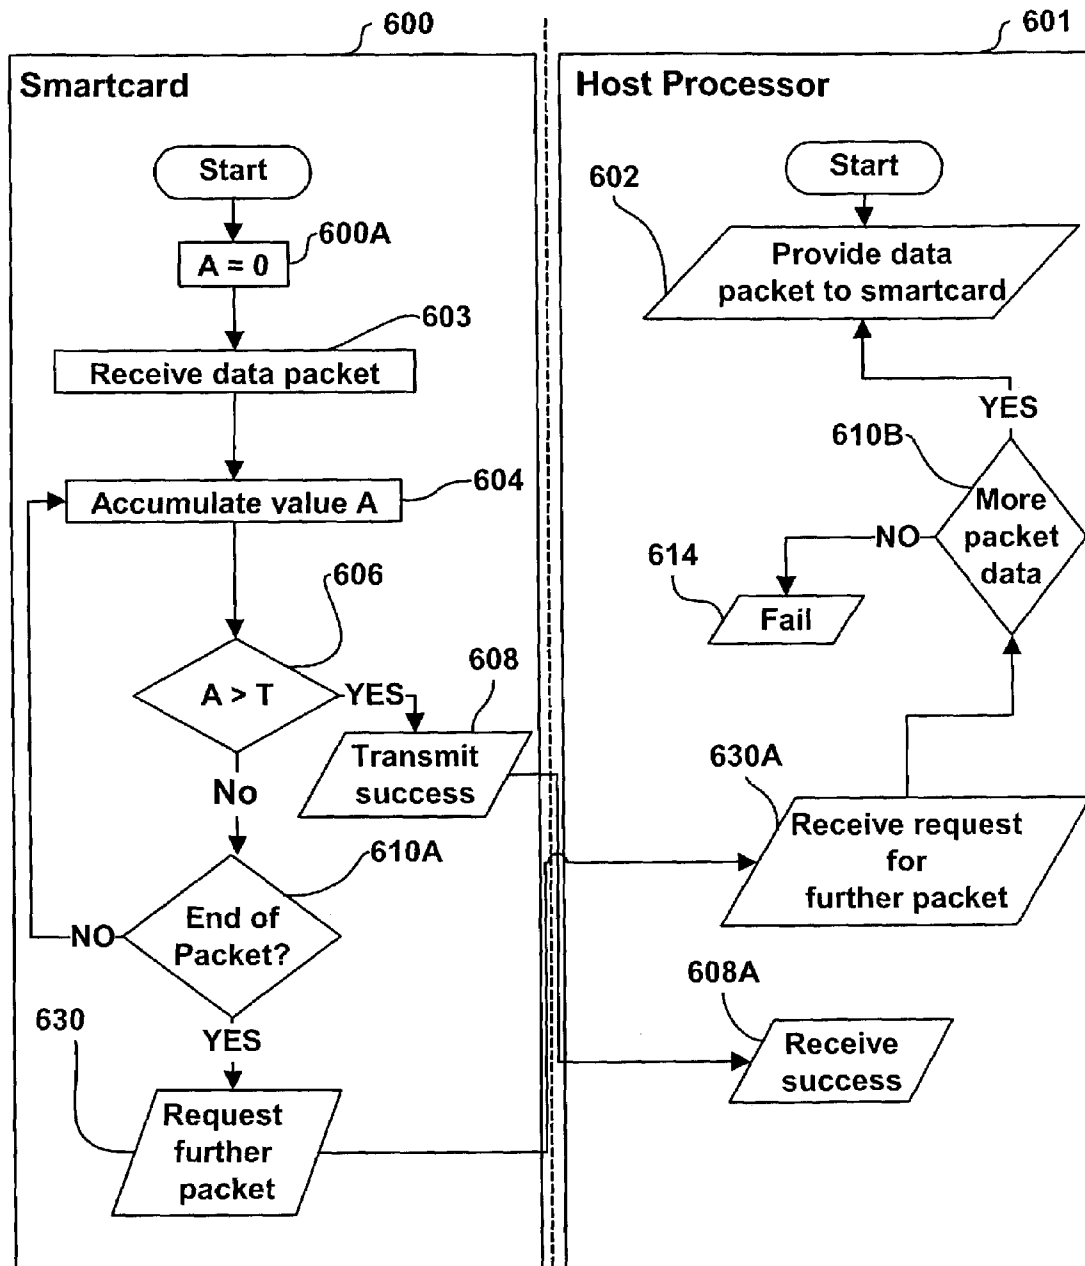 600
Smartcard
Start
600A
A = 0
603
Receive data packet
604
Accumulate value A
606
A > T
YES
608
Transmit
success
No
610A
End of
Packet?
NO
YES
630
Request
further
packet
601
Host Processor
Start
602
Provide data
packet to smartcard
YES
610B
More
packet
data
NO
614
Fail
630A
Receive request
for
further packet
608A
Receive
success